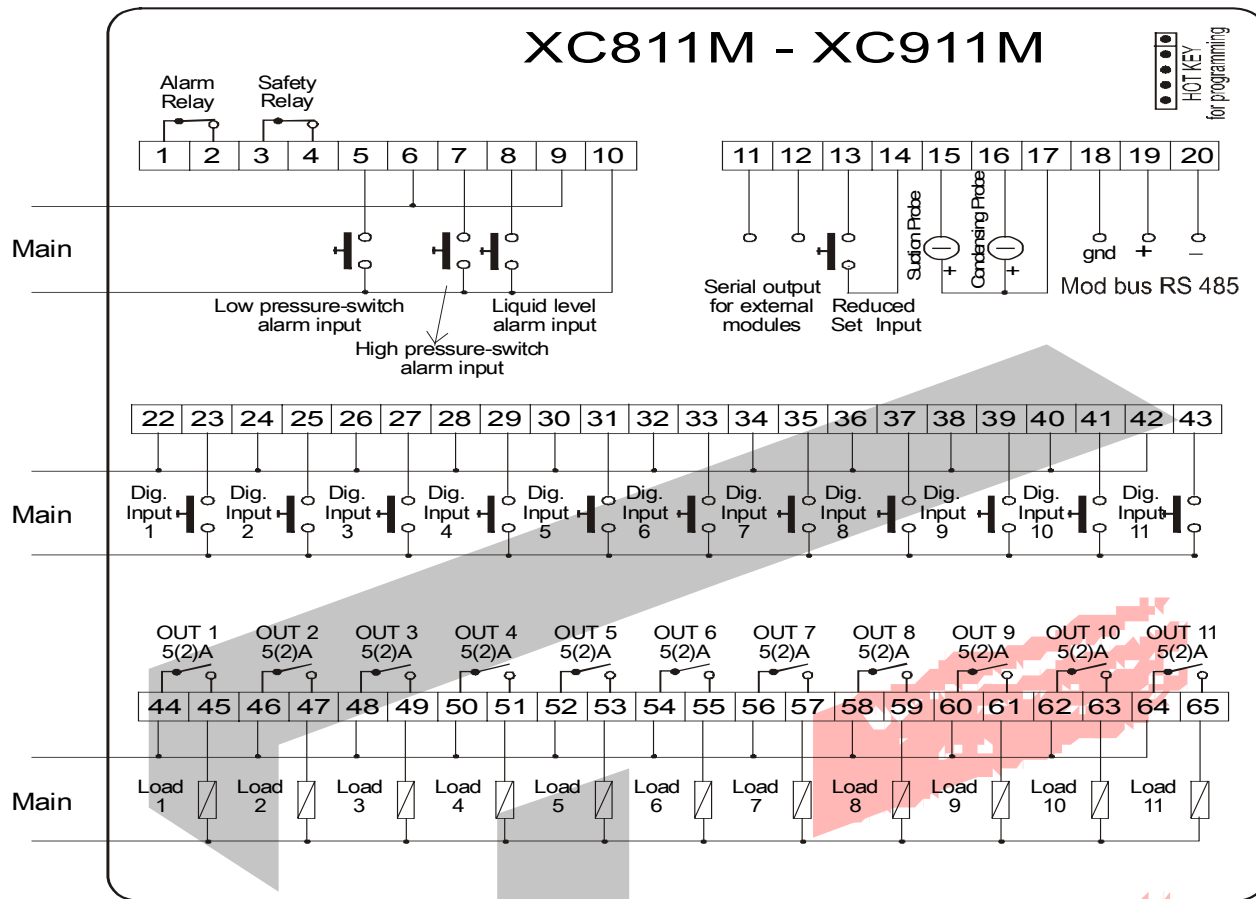 XC811M - XC911M
HOT KEY
for programming
Alarm
Relay
Safety
Relay
1 2 3 4 5 6 7 8 9 10
11 12 13 14 15 16 17 18 19 20
Main
Low pressure-switch
alarm input
High pressure-switch
alarm input
Liquid level
alarm input
Serial output
for external
modules
Reduced
Set Input
Suction Probe
+
Condensing Probe
+
gnd + −
Mod bus RS 485
22 23 24 25 26 27 28 29 30 31 32 33 34 35 36 37 38 39 40 41 42 43
Main
Dig.
Input
1
Dig.
Input
2
Dig.
Input
3
Dig.
Input
4
Dig.
Input
5
Dig.
Input
6
Dig.
Input
7
Dig.
Input
8
Dig.
Input
9
Dig.
Input
10
Dig.
Input
11
OUT 1
5(2)A
OUT 2
5(2)A
OUT 3
5(2)A
OUT 4
5(2)A
OUT 5
5(2)A
OUT 6
5(2)A
OUT 7
5(2)A
OUT 8
5(2)A
OUT 9
5(2)A
OUT 10
5(2)A
OUT 11
5(2)A
44 45 46 47 48 49 50 51 52 53 54 55 56 57 58 59 60 61 62 63 64 65
Main
Load
1
Load
2
Load
3
Load
4
Load
5
Load
6
Load
7
Load
8
Load
9
Load
10
Load
11